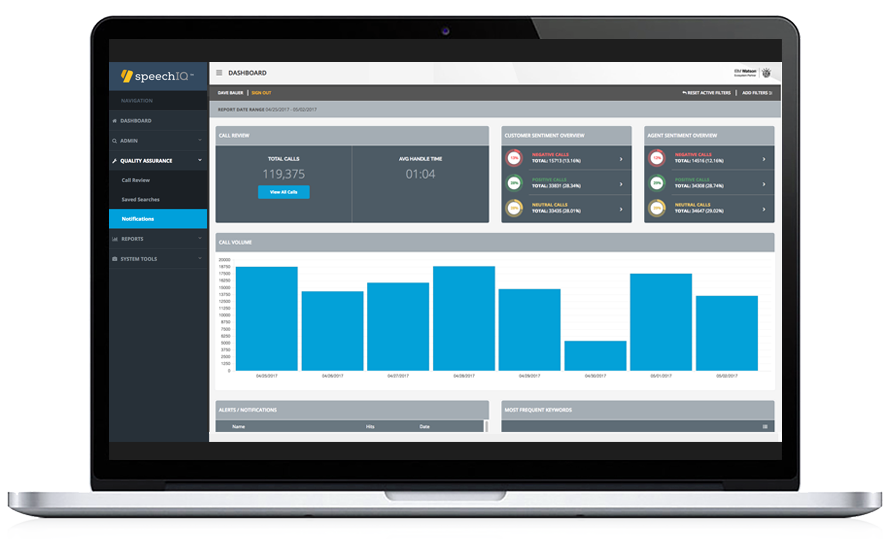 speechIQ™
DASHBOARD
IBM Watson
Ecosystem Partner
NAVIGATION
DAVE BAUER | SIGN OUT
RESET ACTIVE FILTERS | ADD FILTERS
DASHBOARD
REPORT DATE RANGE 04/25/2017 - 05/02/2017
ADMIN
QUALITY ASSURANCE
Call Review
Saved Searches
Notifications
REPORTS
SYSTEM TOOLS
CALL REVIEW
TOTAL CALLS
119,375
View All Calls
AVG HANDLE TIME
01:04
CUSTOMER SENTIMENT OVERVIEW
13%
NEGATIVE CALLS
TOTAL: 15713 (13.16%)
POSITIVE CALLS
TOTAL: 33831 (28.34%)
NEUTRAL CALLS
TOTAL: 33435 (28.01%)
AGENT SENTIMENT OVERVIEW
NEGATIVE CALLS
TOTAL: 14516 (12.16%)
POSITIVE CALLS
TOTAL: 34308 (28.74%)
NEUTRAL CALLS
TOTAL: 34647 (29.02%)
CALL VOLUME
20000
18750
17500
16250
15000
13750
12500
11250
10000
8750
7500
6250
5000
3750
2500
1250
0
04/25/2017 04/26/2017 04/27/2017 04/28/2017 04/29/2017 04/30/2017 05/01/2017 05/02/2017
ALERTS / NOTIFICATIONS
Name Hits Date
MOST FREQUENT KEYWORDS